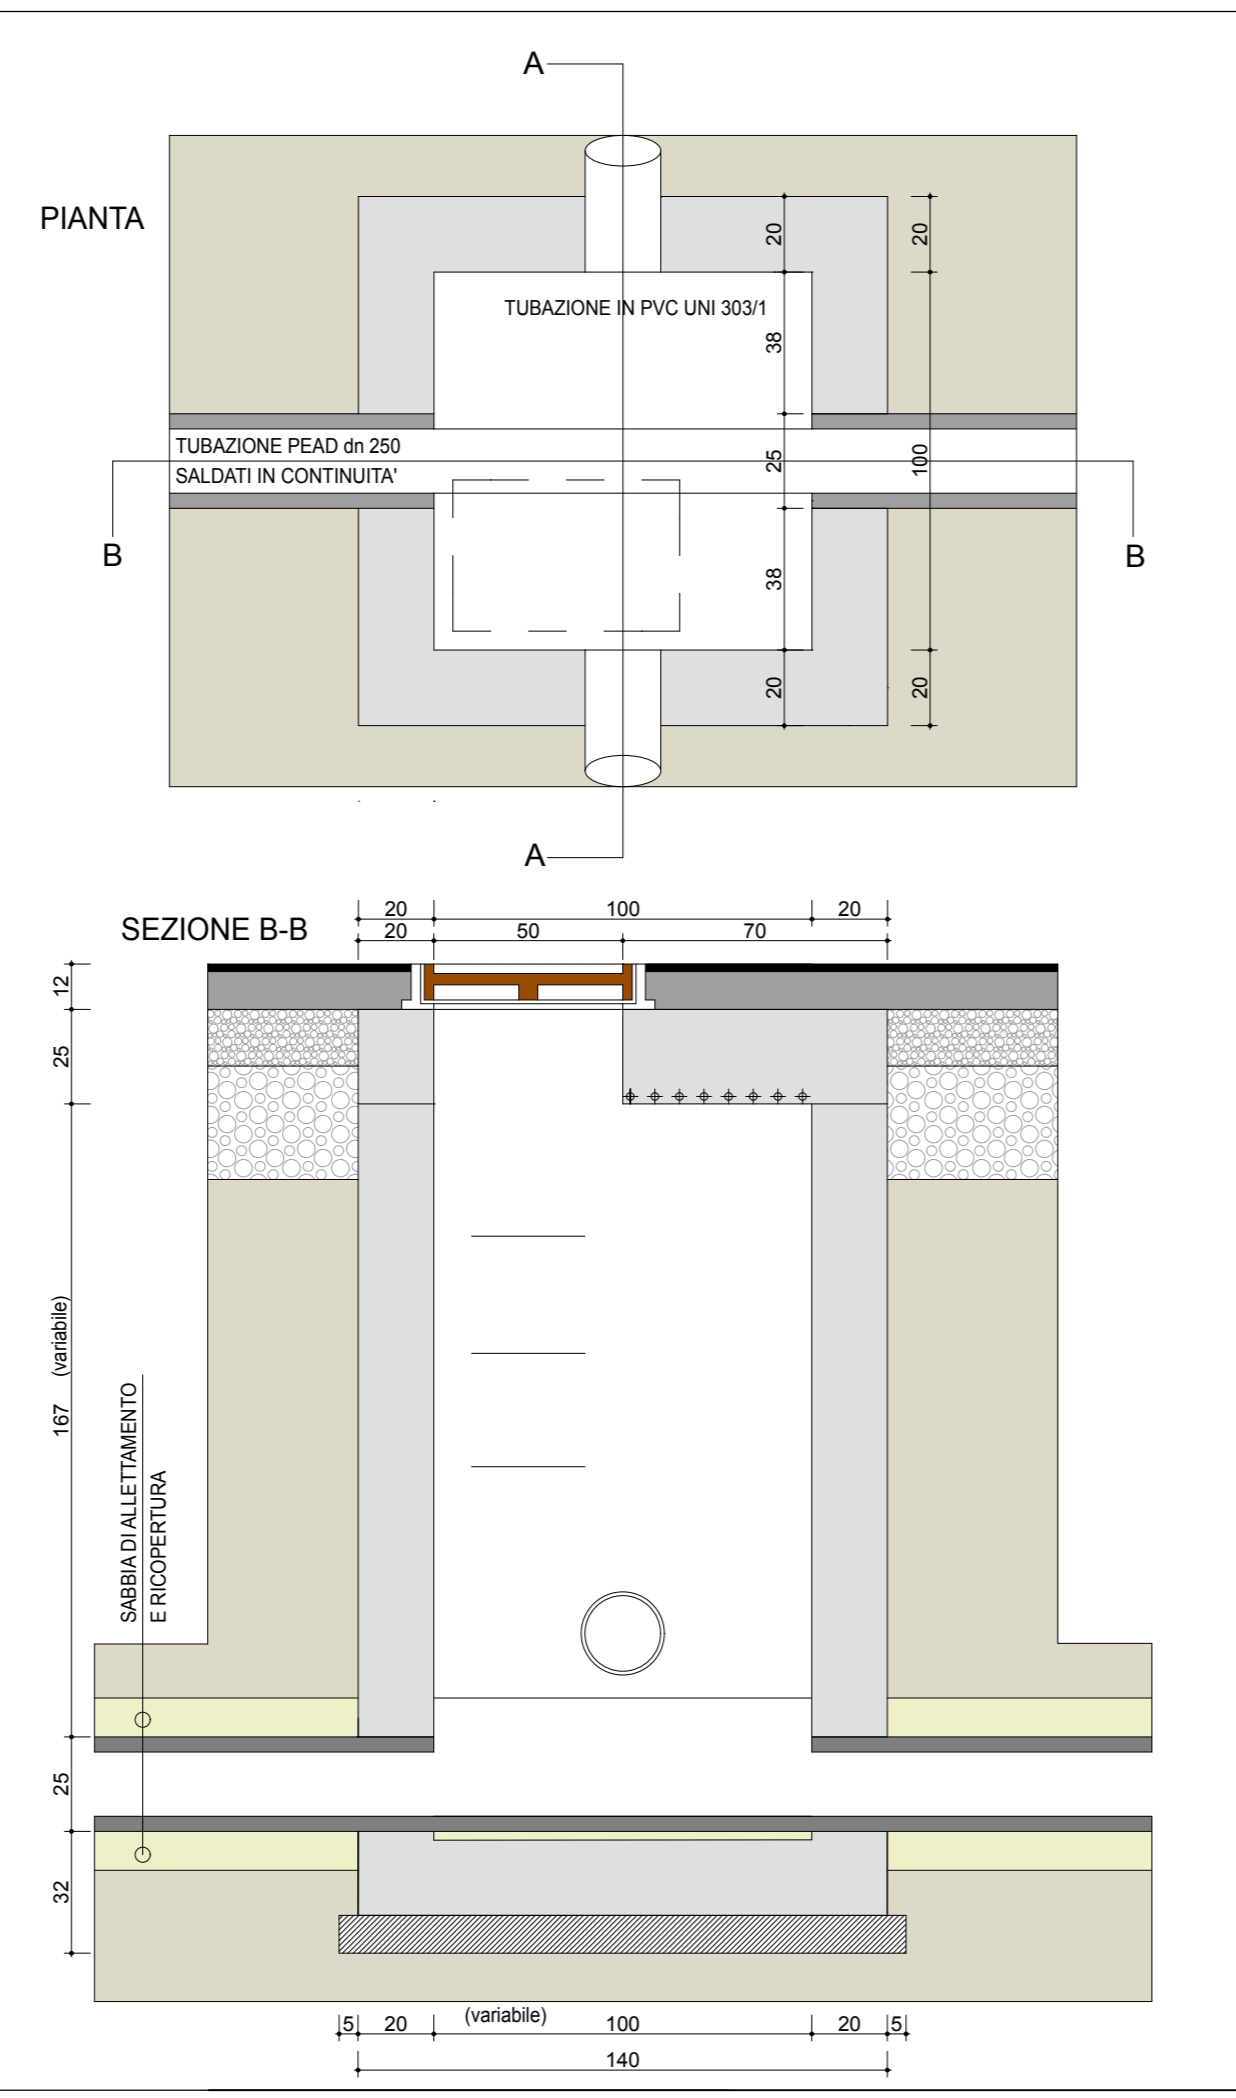 A
PIANTA
20
20
TUBAZIONE IN PVC UNI 303/1
38
TUBAZIONE PEAD dn 250
25
100
SALDATI IN CONTINUITA'
B
B
38
20
20
A
SEZIONE B-B
20
100
20
20
50
70
12
25
167 (variabile)
SABBIA DI ALLETTAMENTO
E RICOPERTURA
25
32
(variabile)
5
20
100
20
5
140